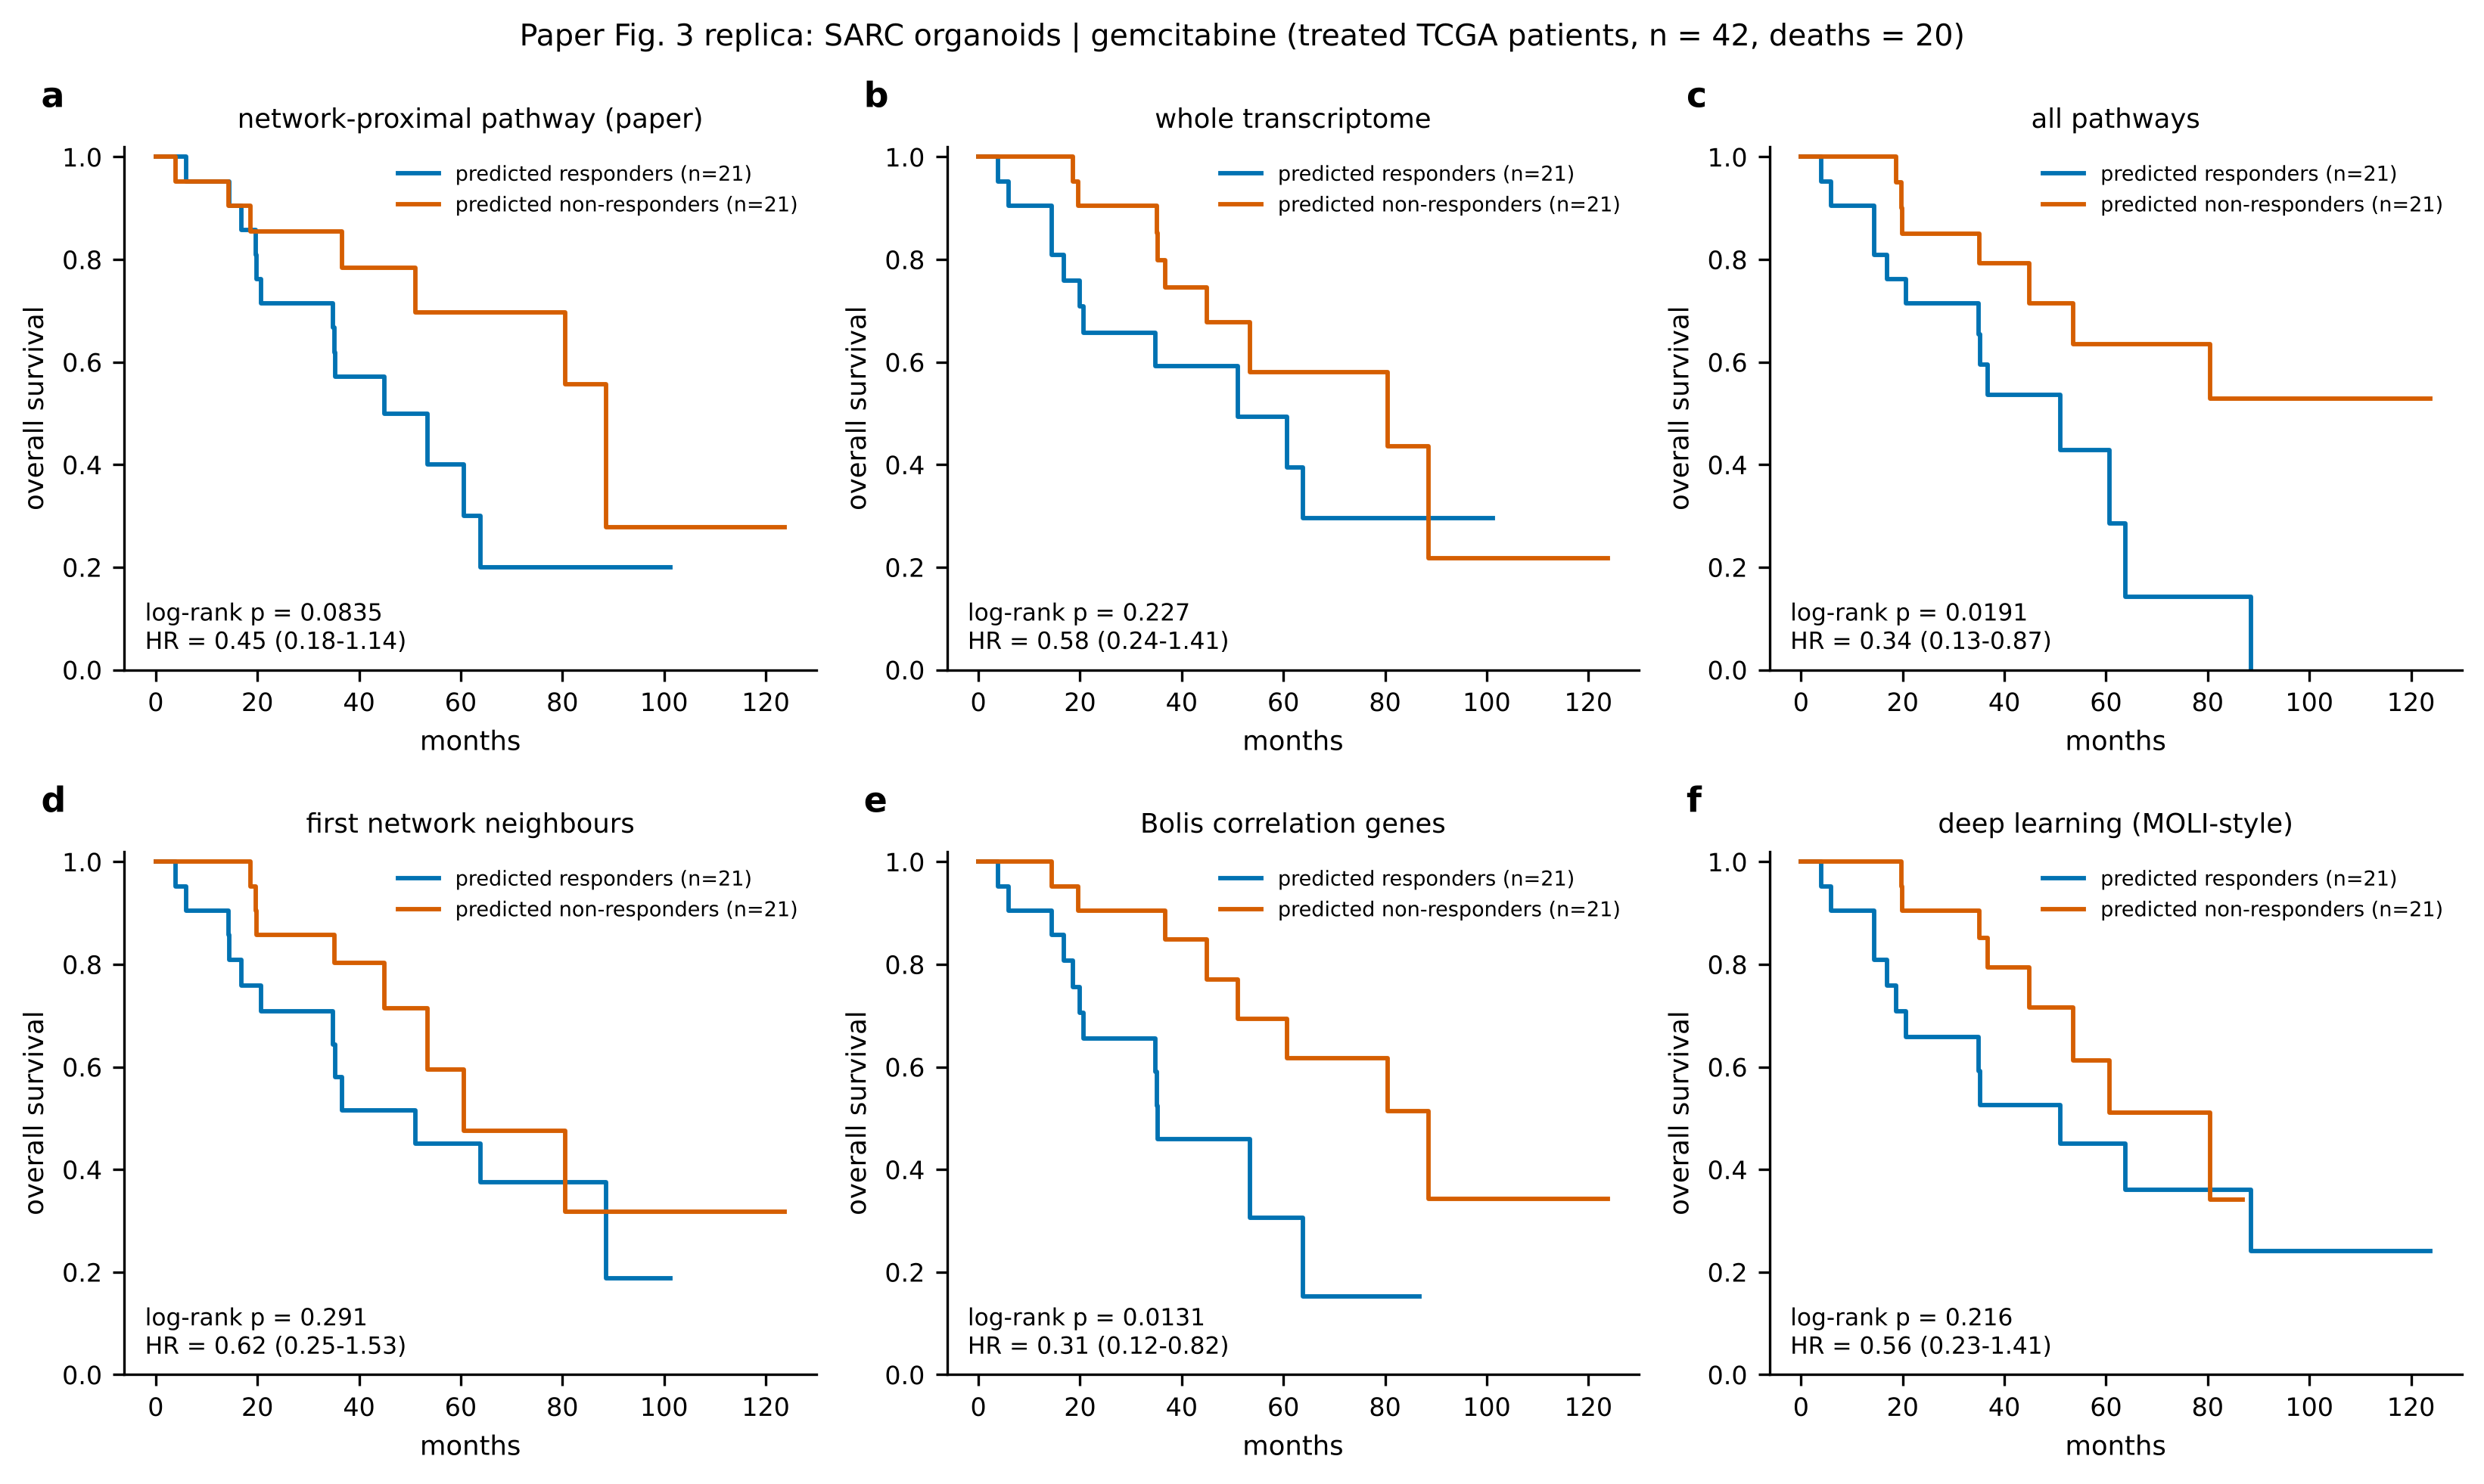 Paper Fig. 3 replica: SARC organoids | gemcitabine (treated TCGA patients, n = 42, deaths = 20)
a
network-proximal pathway (paper)
predicted responders (n=21)
predicted non-responders (n=21)
1.0
0.8
0.6
0.4
0.2
0.0
overall survival
log-rank p = 0.0835
HR = 0.45 (0.18-1.14)
0 20 40 60 80 100 120
months
b
whole transcriptome
predicted responders (n=21)
predicted non-responders (n=21)
1.0
0.8
0.6
0.4
0.2
0.0
overall survival
log-rank p = 0.227
HR = 0.58 (0.24-1.41)
0 20 40 60 80 100 120
months
c
all pathways
predicted responders (n=21)
predicted non-responders (n=21)
1.0
0.8
0.6
0.4
0.2
0.0
overall survival
log-rank p = 0.0191
HR = 0.34 (0.13-0.87)
0 20 40 60 80 100 120
months
d
first network neighbours
predicted responders (n=21)
predicted non-responders (n=21)
1.0
0.8
0.6
0.4
0.2
0.0
overall survival
log-rank p = 0.291
HR = 0.62 (0.25-1.53)
0 20 40 60 80 100 120
months
e
Bolis correlation genes
predicted responders (n=21)
predicted non-responders (n=21)
1.0
0.8
0.6
0.4
0.2
0.0
overall survival
log-rank p = 0.0131
HR = 0.31 (0.12-0.82)
0 20 40 60 80 100 120
months
f
deep learning (MOLI-style)
predicted responders (n=21)
predicted non-responders (n=21)
1.0
0.8
0.6
0.4
0.2
0.0
overall survival
log-rank p = 0.216
HR = 0.56 (0.23-1.41)
0 20 40 60 80 100 120
months